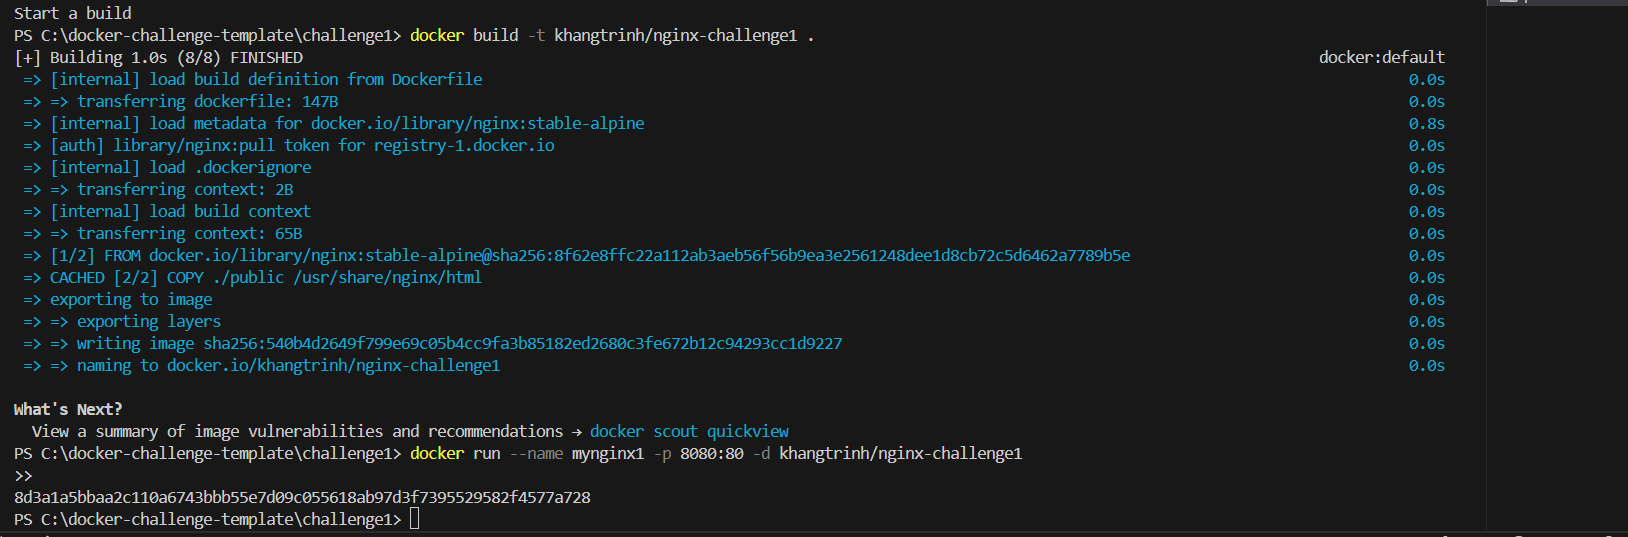 Start a build
PS C:\docker-challenge-template\challenge1> docker build -t khangtrinh/nginx-challenge1 .
[+] Building 1.0s (8/8) FINISHED docker:default
=> [internal] load build definition from Dockerfile 0.0s
=> => transferring dockerfile: 147B 0.0s
=> [internal] load metadata for docker.io/library/nginx:stable-alpine 0.8s
=> [auth] library/nginx:pull token for registry-1.docker.io 0.0s
=> [internal] load .dockerignore 0.0s
=> => transferring context: 2B 0.0s
=> [internal] load build context 0.0s
=> => transferring context: 65B 0.0s
=> [1/2] FROM docker.io/library/nginx:stable-alpine@sha256:8f62e8ffc22a112ab3aeb56f56b9ea3e2561248dee1d8cb72c5d6462a7789b5e 0.0s
=> CACHED [2/2] COPY ./public /usr/share/nginx/html 0.0s
=> exporting to image 0.0s
=> => exporting layers 0.0s
=> => writing image sha256:540b4d2649f799e69c05b4cc9fa3b85182ed2680c3fe672b12c94293cc1d9227 0.0s
=> => naming to docker.io/khangtrinh/nginx-challenge1 0.0s
What's Next?
View a summary of image vulnerabilities and recommendations → docker scout quickview
PS C:\docker-challenge-template\challenge1> docker run --name mynginx1 -p 8080:80 -d khangtrinh/nginx-challenge1
>>
8d3a1a5bbaa2c110a6743bbb55e7d09c055618ab97d3f7395529582f4577a728
PS C:\docker-challenge-template\challenge1>